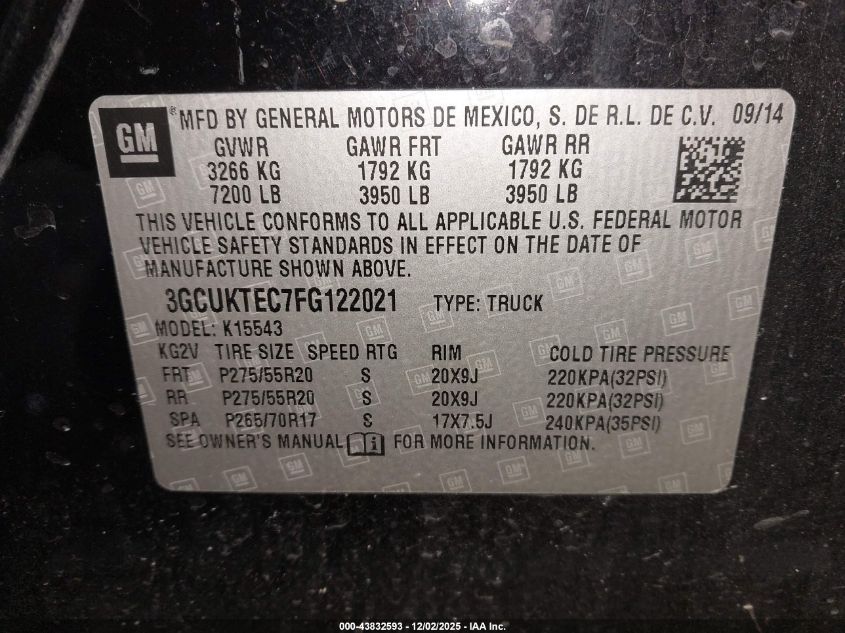 GM ® MFD BY GENERAL MOTORS DE MEXICO, S. DE R.L. DE C.V. 09/14
GVWR GAWR FRT GAWR RR
3266 KG 1792 KG 1792 KG
7200 LB 3950 LB 3950 LB
THIS VEHICLE CONFORMS TO ALL APPLICABLE U.S. FEDERAL MOTOR
VEHICLE SAFETY STANDARDS IN EFFECT ON THE DATE OF
MANUFACTURE SHOWN ABOVE.
3GCUKTEC7FG122021 TYPE: TRUCK
MODEL: K15543
KG2V TIRE SIZE SPEED RTG RIM COLD TIRE PRESSURE
FRT P275/55R20 S 20X9J 220KPA(32PSI)
RR P275/55R20 S 20X9J 220KPA(32PSI)
SPA P265/70R17 S 17X7.5J 240KPA(35PSI)
SEE OWNER'S MANUAL FOR MORE INFORMATION.
000-43832593 - 12/02/2025 - IAA Inc.